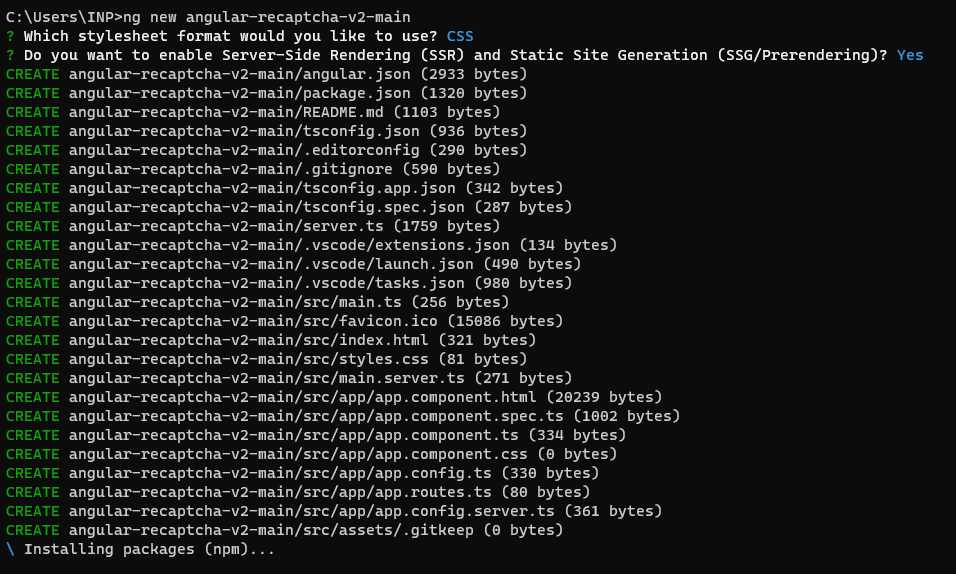 C:\Users\INP>ng new angular-recaptcha-v2-main
? Which stylesheet format would you like to use? CSS
? Do you want to enable Server-Side Rendering (SSR) and Static Site Generation (SSG/Prerendering)? Yes
CREATE angular-recaptcha-v2-main/angular.json (2933 bytes)
CREATE angular-recaptcha-v2-main/package.json (1320 bytes)
CREATE angular-recaptcha-v2-main/README.md (1103 bytes)
CREATE angular-recaptcha-v2-main/tsconfig.json (936 bytes)
CREATE angular-recaptcha-v2-main/.editorconfig (290 bytes)
CREATE angular-recaptcha-v2-main/.gitignore (590 bytes)
CREATE angular-recaptcha-v2-main/tsconfig.app.json (342 bytes)
CREATE angular-recaptcha-v2-main/tsconfig.spec.json (287 bytes)
CREATE angular-recaptcha-v2-main/server.ts (1759 bytes)
CREATE angular-recaptcha-v2-main/.vscode/extensions.json (134 bytes)
CREATE angular-recaptcha-v2-main/.vscode/launch.json (490 bytes)
CREATE angular-recaptcha-v2-main/.vscode/tasks.json (980 bytes)
CREATE angular-recaptcha-v2-main/src/main.ts (256 bytes)
CREATE angular-recaptcha-v2-main/src/favicon.ico (15086 bytes)
CREATE angular-recaptcha-v2-main/src/index.html (321 bytes)
CREATE angular-recaptcha-v2-main/src/styles.css (81 bytes)
CREATE angular-recaptcha-v2-main/src/main.server.ts (271 bytes)
CREATE angular-recaptcha-v2-main/src/app/app.component.html (20239 bytes)
CREATE angular-recaptcha-v2-main/src/app/app.component.spec.ts (1002 bytes)
CREATE angular-recaptcha-v2-main/src/app/app.component.ts (334 bytes)
CREATE angular-recaptcha-v2-main/src/app/app.component.css (0 bytes)
CREATE angular-recaptcha-v2-main/src/app/app.config.ts (330 bytes)
CREATE angular-recaptcha-v2-main/src/app/app.routes.ts (80 bytes)
CREATE angular-recaptcha-v2-main/src/app/app.config.server.ts (361 bytes)
CREATE angular-recaptcha-v2-main/src/assets/.gitkeep (0 bytes)
\ Installing packages (npm)...